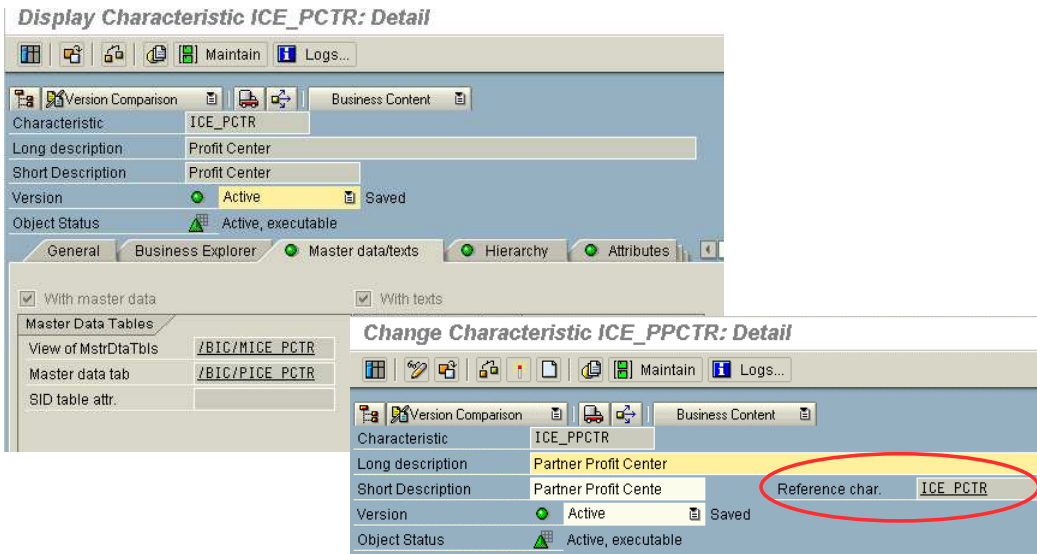 Display Characteristic ICE_PCTR: Detail
Maintain Logs...
Version Comparison Business Content
Characteristic ICE_PCTR
Long description Profit Center
Short Description Profit Center
Version Active Saved
Object Status Active, executable
General Business Explorer Master data/texts Hierarchy Attributes
With master data With texts
Master Data Tables
View of MstrDtaTbls /BIC/MICE_PCTR
Master data tab /BIC/PICE_PCTR
SID table attr.
Change Characteristic ICE_PPCTR: Detail
Maintain Logs...
Version Comparison Business Content
Characteristic ICE_PPCTR
Long description Partner Profit Center
Short Description Partner Profit Cente Reference char. ICE_PCTR
Version Active Saved
Object Status Active, executable